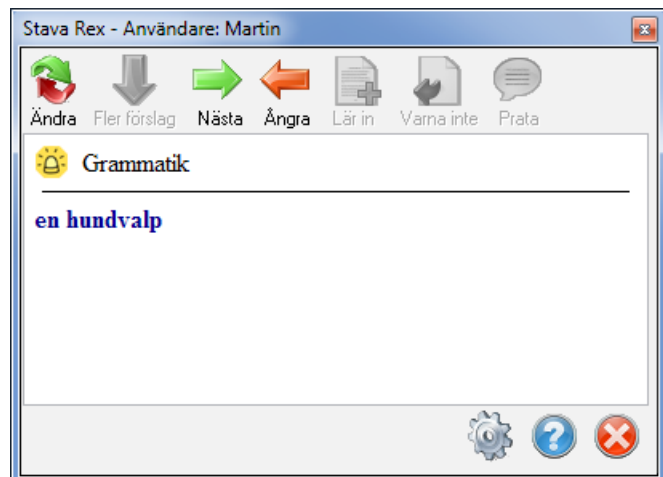 Stava Rex - Användare: Martin
Ändra Fler förslag Nästa Ångra Lär in Varna inte Prata
Grammatik
en hundvalp